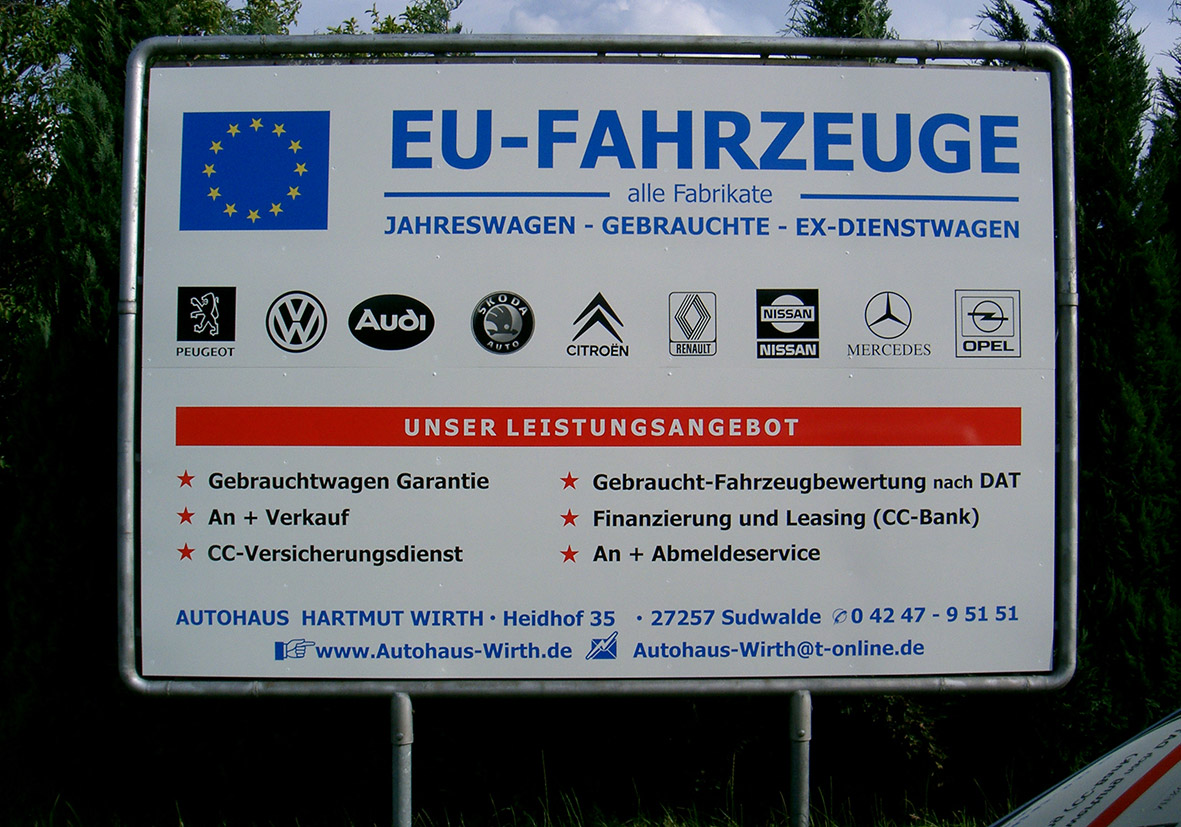 EU-FAHRZEUGE
alle Fabrikate
JAHRESWAGEN - GEBRAUCHTE - EX-DIENSTWAGEN
PEUGEOT
VW
Audi
SKODA
AUTO
CITROËN
RENAULT
NISSAN
NISSAN
MERCEDES
OPEL
UNSER LEISTUNGSANGEBOT
Gebrauchtwagen Garantie
An + Verkauf
CC-Versicherungsdienst
Gebraucht-Fahrzeugbewertung nach DAT
Finanzierung und Leasing (CC-Bank)
An + Abmeldeservice
AUTOHAUS HARTMUT WIRTH · Heidhof 35 · 27257 Sudwalde ✆ 0 42 47 - 9 51 51
www.Autohaus-Wirth.de Autohaus-Wirth@t-online.de